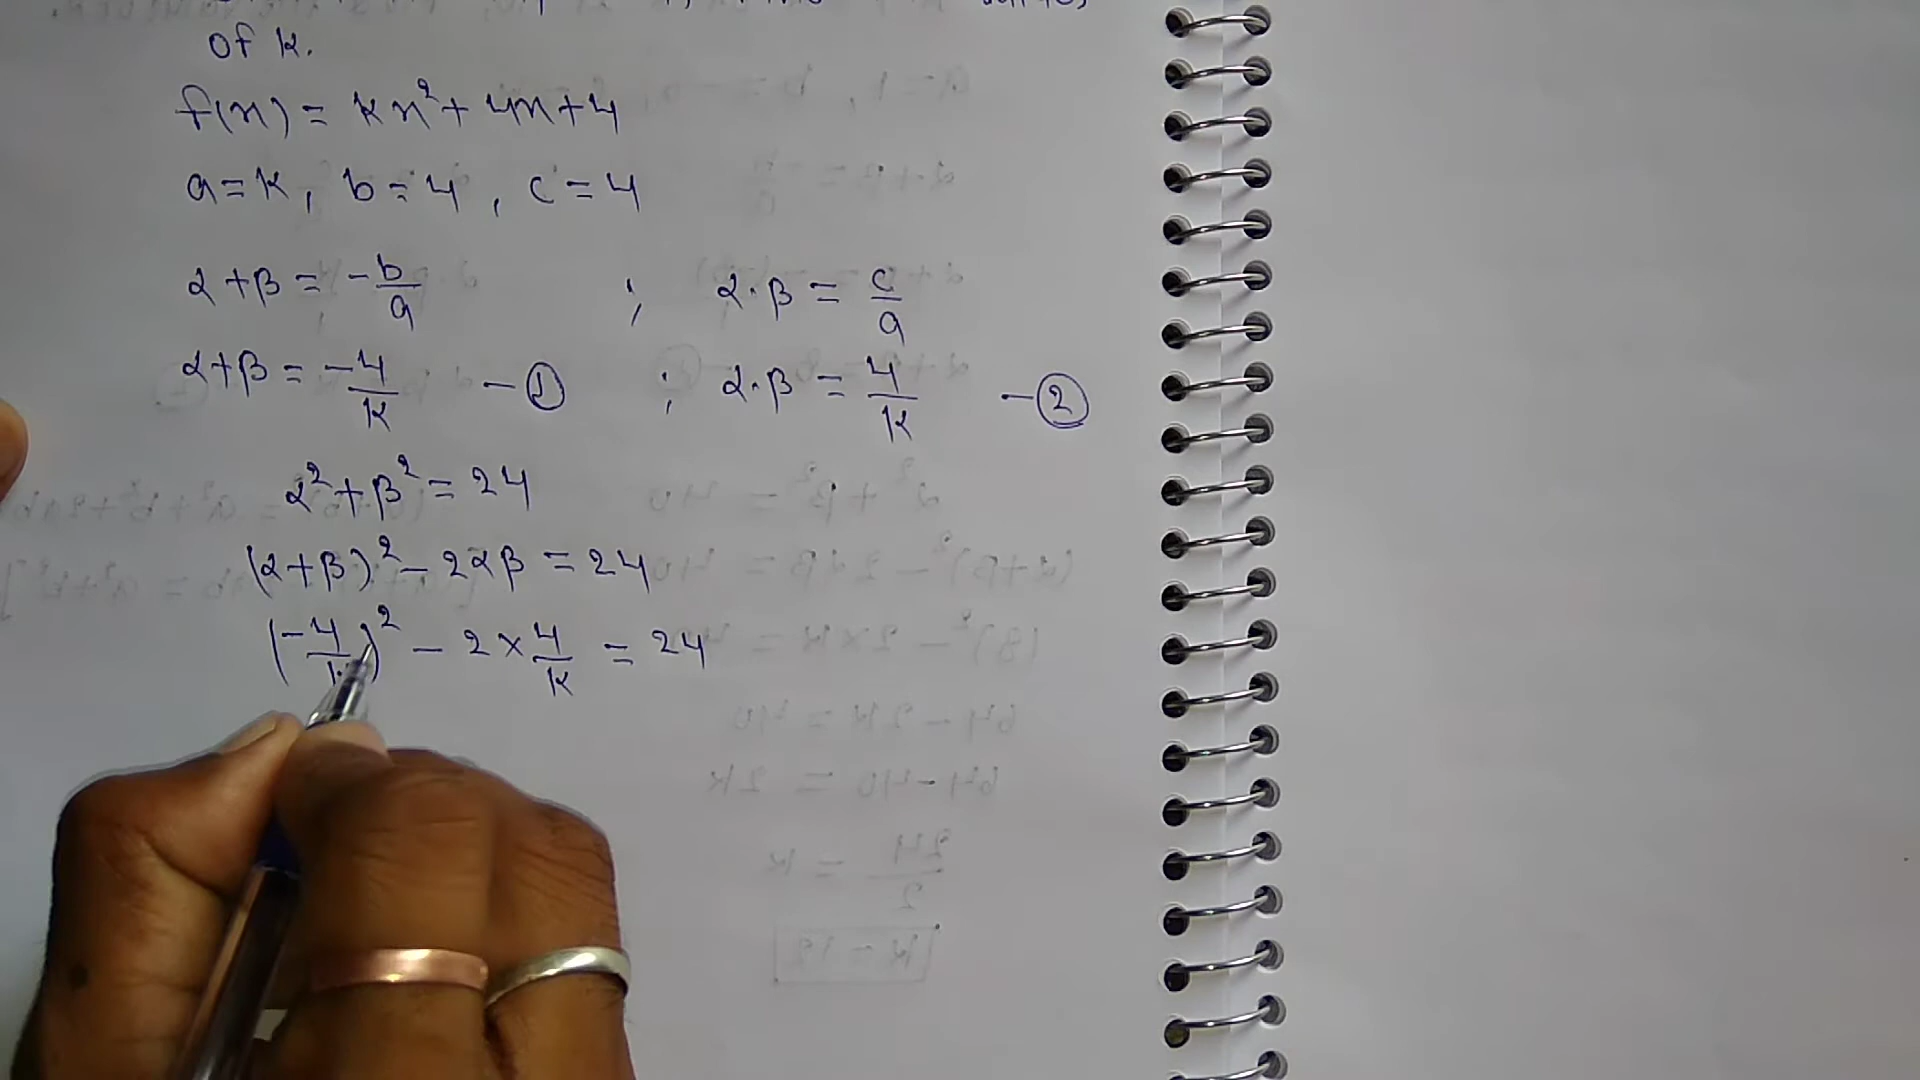 of k.
f(x) = kx² + 4x + 4
a = k, b = 4, c = 4
α + β = -b/a ; α·β = c/a
α + β = -4/k - ① ; α·β = 4/k - ②
α² + β² = 24
(α + β)² - 2αβ = 24
(-4/k)² - 2 × 4/k = 24